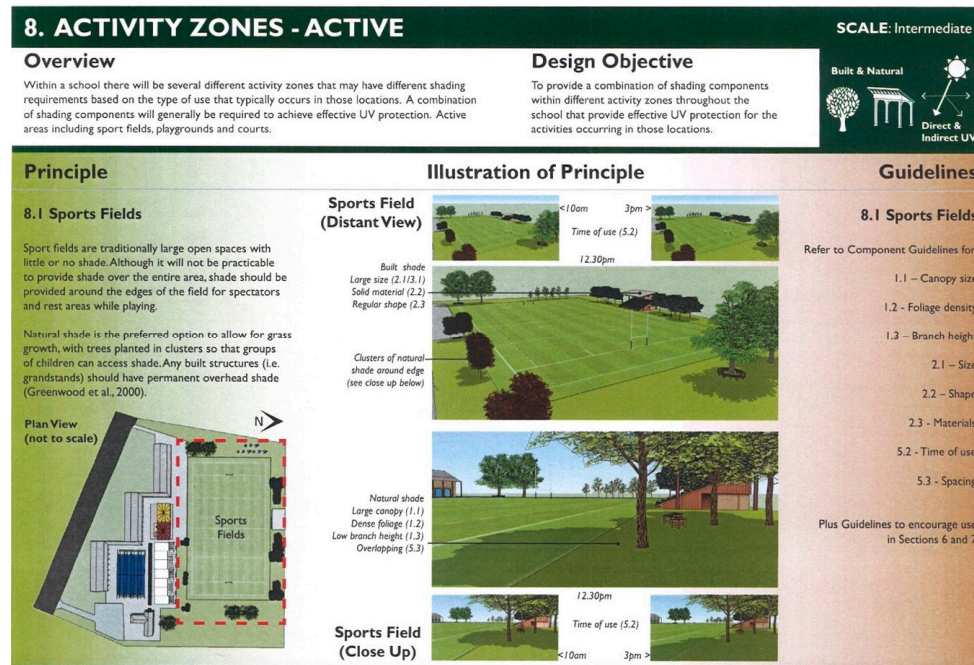 8. ACTIVITY ZONES - ACTIVE
SCALE: Intermediate
Overview
Within a school there will be several different activity zones that may have different shading
requirements based on the type of use that typically occurs in those locations. A combination
of shading components will generally be required to achieve effective UV protection. Active
areas including sport fields, playgrounds and courts.
Design Objective
To provide a combination of shading components
within different activity zones throughout the
school that provide effective UV protection for the
activities occurring in those locations.
Built & Natural
Direct &
Indirect UV
Principle
8.1 Sports Fields
Sport fields are traditionally large open spaces with
little or no shade. Although it will not be practicable
to provide shade over the entire area, shade should be
provided around the edges of the field for spectators
and rest areas while playing.
Natural shade is the preferred option to allow for grass
growth, with trees planted in clusters so that groups
of children can access shade. Any built structures (i.e.
grandstands) should have permanent overhead shade
(Greenwood et al., 2000).
Plan View
(not to scale)
N
Sports
Fields
Illustration of Principle
Sports Field
(Distant View)
<10am
3pm >
Time of use (5.2)
12.30pm
Built shade
Large size (2.1/3.1)
Solid material (2.2)
Regular shape (2.3
Clusters of natural
shade around edge
(see close up below)
Natural shade
Large canopy (1.1)
Dense foliage (1.2)
Low branch height (1.3)
Overlapping (5.3)
12.30pm
Time of use (5.2)
<10am
3pm >
Sports Field
(Close Up)
Guidelines
8.1 Sports Fields
Refer to Component Guidelines for
1.1 – Canopy size
1.2 - Foliage density
1.3 – Branch height
2.1 – Size
2.2 – Shape
2.3 - Materials
5.2 - Time of use
5.3 - Spacing
Plus Guidelines to encourage use
in Sections 6 and 7